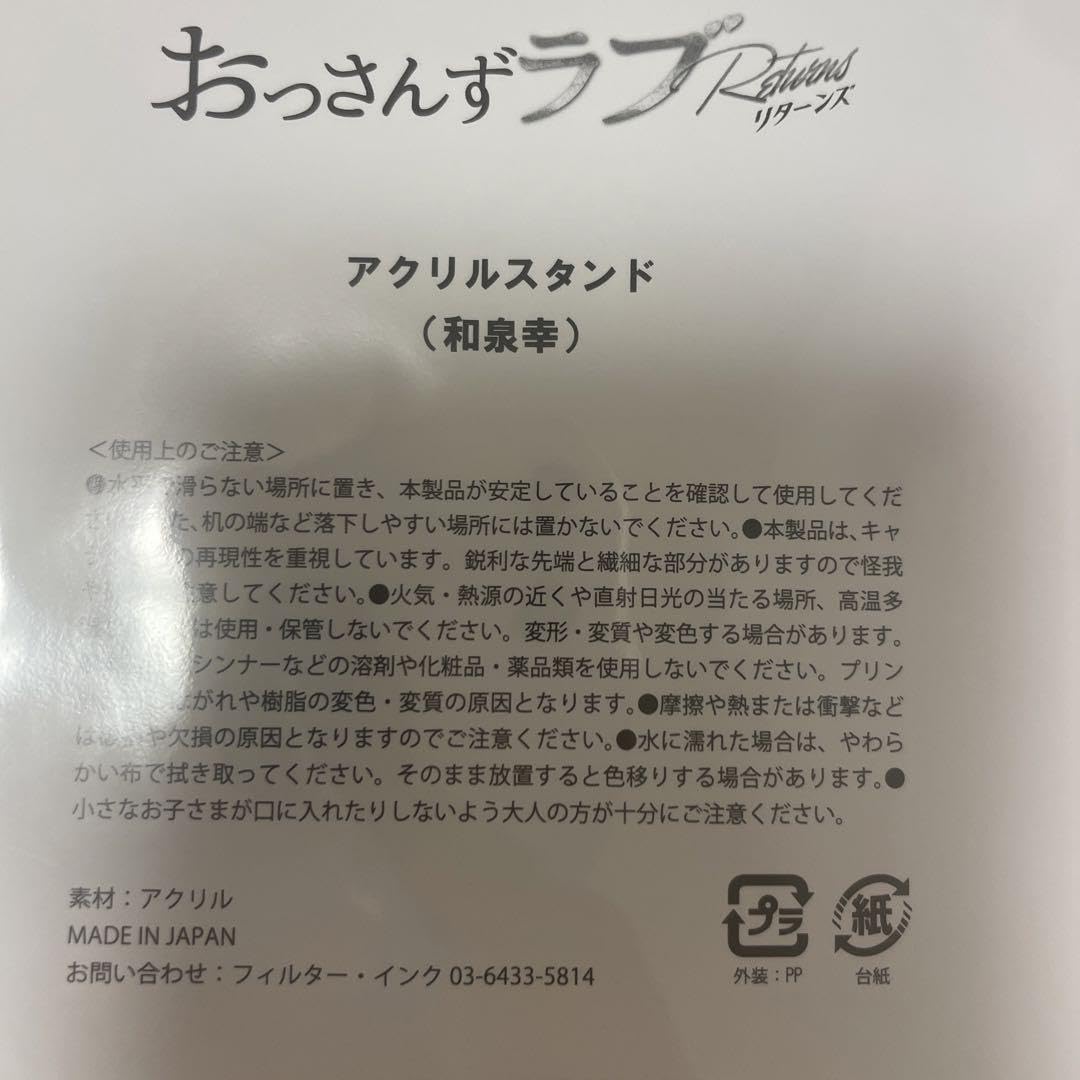 おっさんずラブ Returns
リターンズ
アクリルスタンド
（和泉幸）
＜使用上のご注意＞
滑らない場所に置き、本製品が安定していることを確認して使用してくだ
た、机の端など落下しやすい場所には置かないでください。●本製品は、キャ
の再現性を重視しています。鋭利な先端と繊細な部分がありますので怪我
意してください。●火気・熱源の近くや直射日光の当たる場所、高温多
は使用・保管しないでください。変形・変質や変色する場合があります。
シンナーなどの溶剤や化粧品・薬品類を使用しないでください。プリン
がれや樹脂の変色・変質の原因となります。●摩擦や熱または衝撃など
は や欠損の原因となりますのでご注意ください。●水に濡れた場合は、やわら
かい布で拭き取ってください。そのまま放置すると色移りする場合があります。●
小さなお子さまが口に入れたりしないよう大人の方が十分にご注意ください。
素材：アクリル
MADE IN JAPAN
お問い合わせ：フィルター・インク 03-6433-5814
プラ
外装：PP
紙
台紙